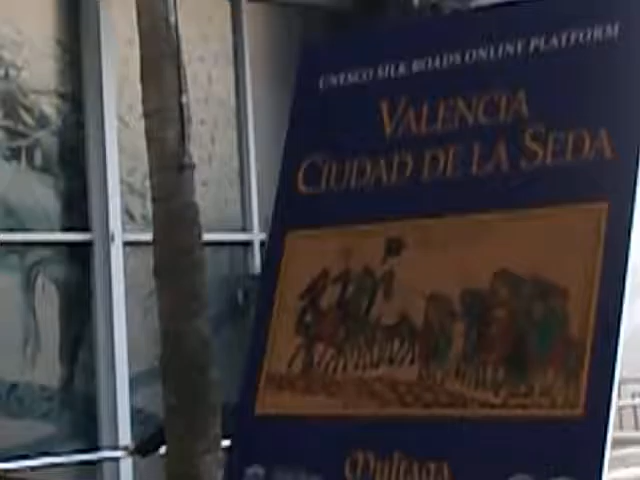 UNESCO SILK ROADS ONLINE PLATFORM
VALENCIA
CIUDAD DE LA SEDA